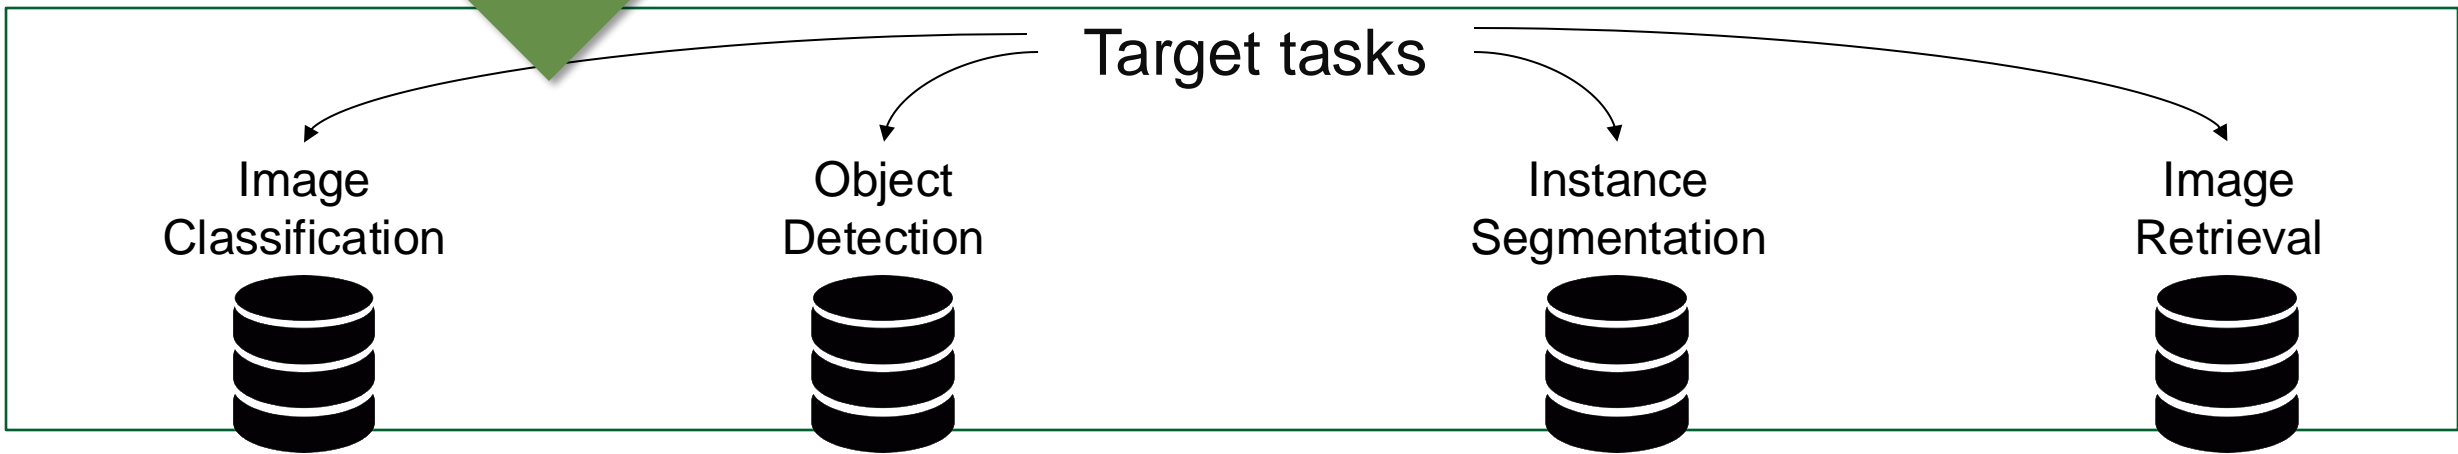 Target tasks
Image
Classification
Object
Detection
Instance
Segmentation
Image
Retrieval